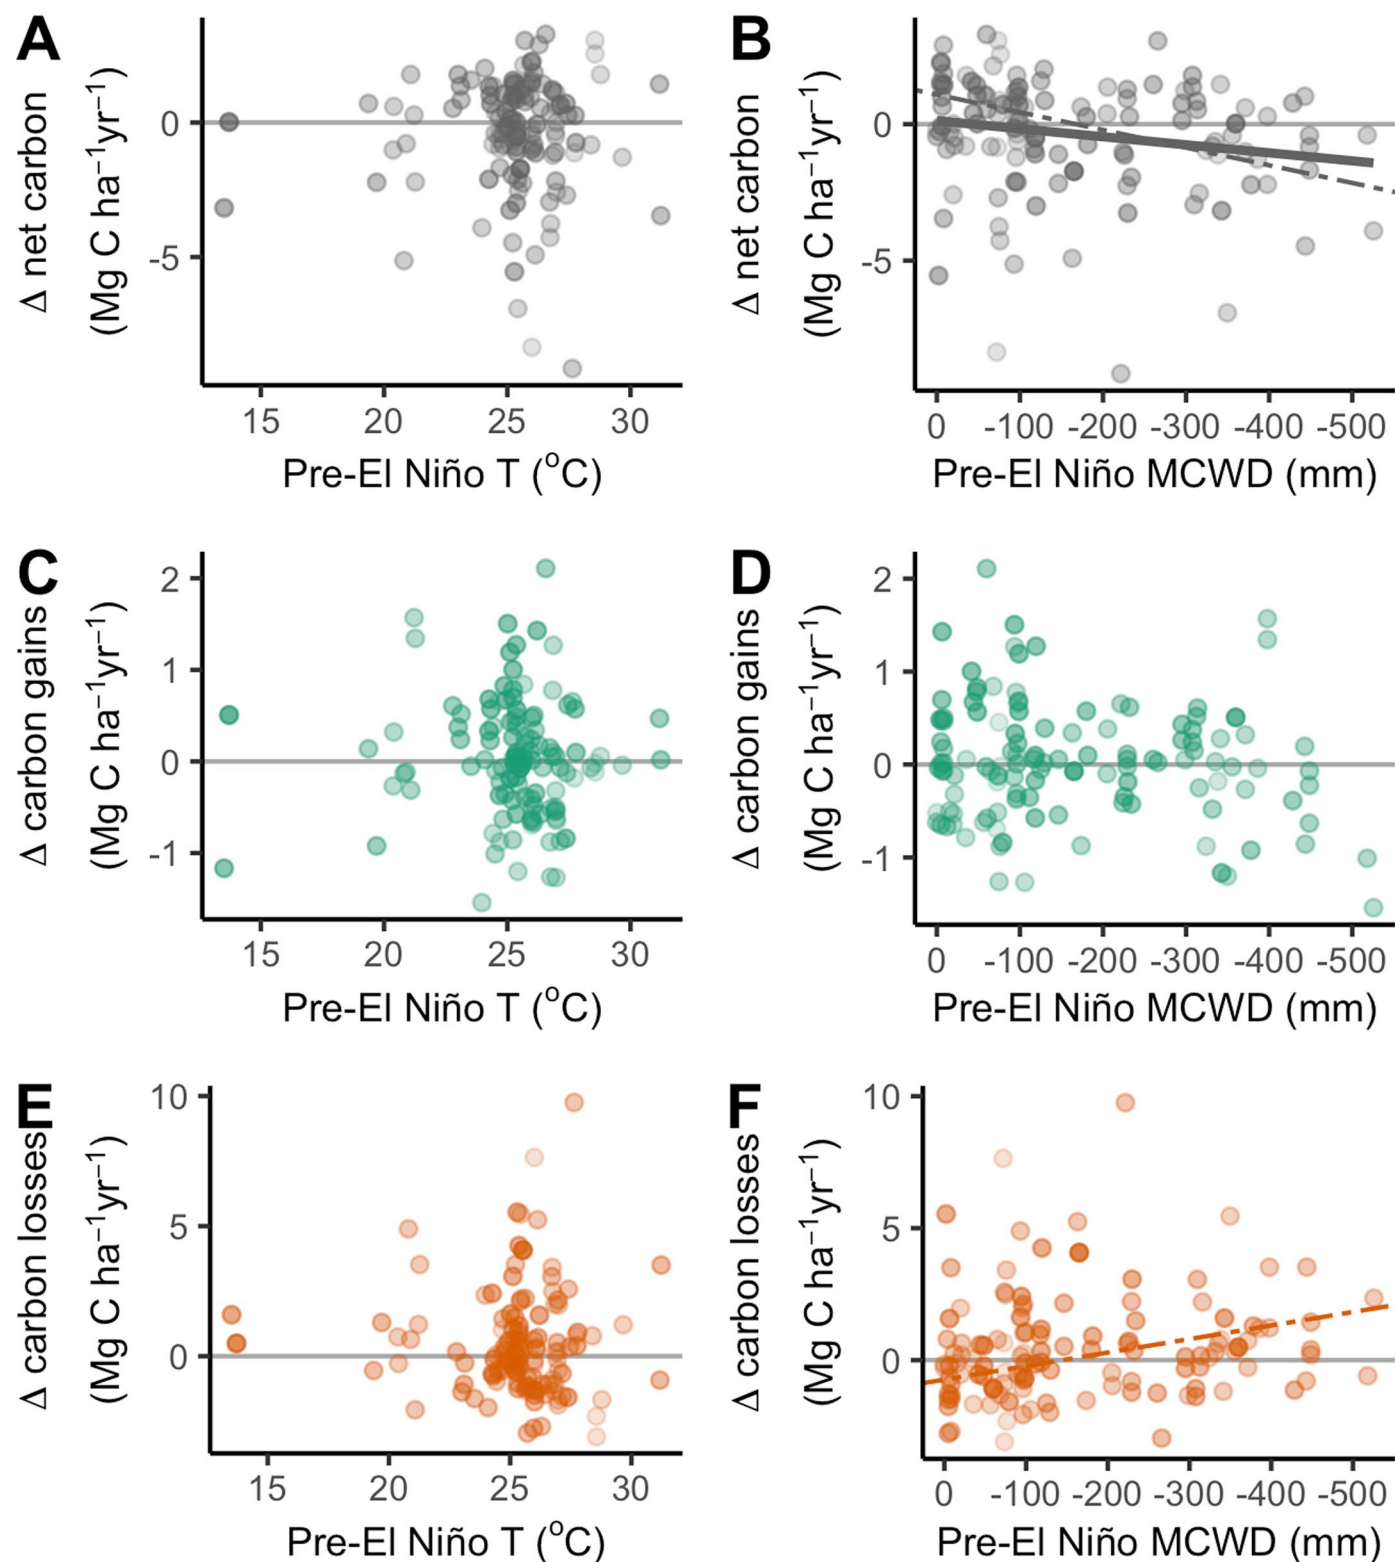 A
Δ net carbon
(Mg C ha⁻¹yr⁻¹)
0
-5
15 20 25 30
Pre-El Niño T (°C)
B
Δ net carbon
(Mg C ha⁻¹yr⁻¹)
0
-5
0 -100 -200 -300 -400 -500
Pre-El Niño MCWD (mm)
C
Δ carbon gains
(Mg C ha⁻¹yr⁻¹)
2
1
0
-1
15 20 25 30
Pre-El Niño T (°C)
D
Δ carbon gains
(Mg C ha⁻¹yr⁻¹)
2
1
0
-1
0 -100 -200 -300 -400 -500
Pre-El Niño MCWD (mm)
E
Δ carbon losses
(Mg C ha⁻¹yr⁻¹)
10
5
0
15 20 25 30
Pre-El Niño T (°C)
F
Δ carbon losses
(Mg C ha⁻¹yr⁻¹)
10
5
0
0 -100 -200 -300 -400 -500
Pre-El Niño MCWD (mm)